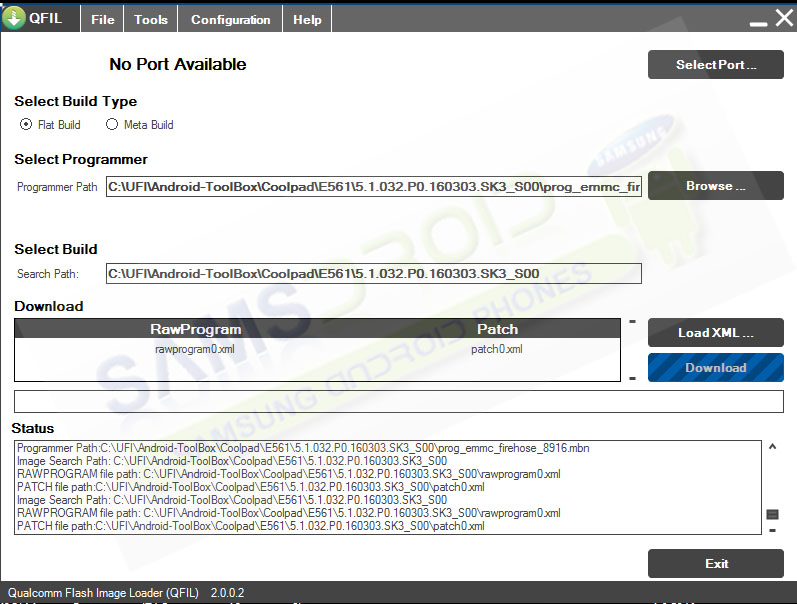 QFIL File Tools Configuration Help
No Port Available
Select Port ...
Select Build Type
Flat Build Meta Build
Select Programmer
Programmer Path C:\UFI\Android-ToolBox\Coolpad\E561\5.1.032.P0.160303.SK3_S00\prog_emmc_fir Browse ...
Select Build
Search Path: C:\UFI\Android-ToolBox\Coolpad\E561\5.1.032.P0.160303.SK3_S00
Download
RawProgram Patch
rawprogram0.xml patch0.xml
Load XML ...
Download
Status
Programmer Path:C:\UFI\Android-ToolBox\Coolpad\E561\5.1.032.P0.160303.SK3_S00\prog_emmc_firehose_8916.mbn
Image Search Path: C:\UFI\Android-ToolBox\Coolpad\E561\5.1.032.P0.160303.SK3_S00
RAWPROGRAM file path: C:\UFI\Android-ToolBox\Coolpad\E561\5.1.032.P0.160303.SK3_S00\rawprogram0.xml
PATCH file path:C:\UFI\Android-ToolBox\Coolpad\E561\5.1.032.P0.160303.SK3_S00\patch0.xml
Image Search Path: C:\UFI\Android-ToolBox\Coolpad\E561\5.1.032.P0.160303.SK3_S00
RAWPROGRAM file path: C:\UFI\Android-ToolBox\Coolpad\E561\5.1.032.P0.160303.SK3_S00\rawprogram0.xml
PATCH file path:C:\UFI\Android-ToolBox\Coolpad\E561\5.1.032.P0.160303.SK3_S00\patch0.xml
Exit
Qualcomm Flash Image Loader (QFIL) 2.0.0.2
SAMSUNG
SAMSDROID
SAMSUNG ANDROID PHONES